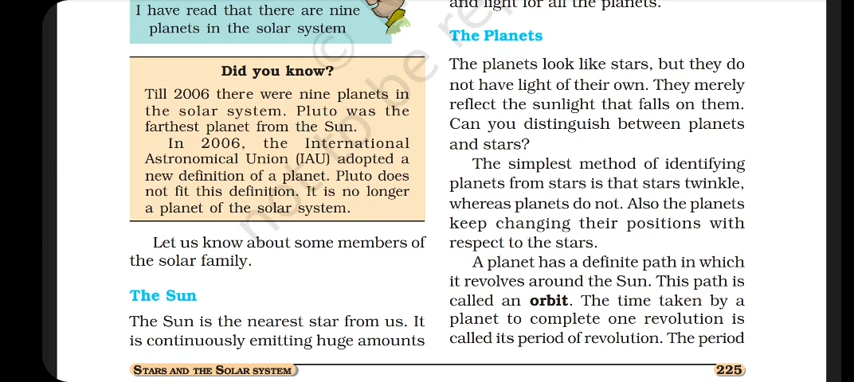 I have read that there are nine
planets in the solar system
Did you know?
Till 2006 there were nine planets in
the solar system. Pluto was the
farthest planet from the Sun.
In 2006, the International
Astronomical Union (IAU) adopted a
new definition of a planet. Pluto does
not fit this definition. It is no longer
a planet of the solar system.
Let us know about some members of
the solar family.
The Sun
The Sun is the nearest star from us. It
is continuously emitting huge amounts
and light for all the planets.
The Planets
The planets look like stars, but they do
not have light of their own. They merely
reflect the sunlight that falls on them.
Can you distinguish between planets
and stars?
The simplest method of identifying
planets from stars is that stars twinkle,
whereas planets do not. Also the planets
keep changing their positions with
respect to the stars.
A planet has a definite path in which
it revolves around the Sun. This path is
called an orbit. The time taken by a
planet to complete one revolution is
called its period of revolution. The period
STARS AND THE SOLAR SYSTEM
225
© not to be re